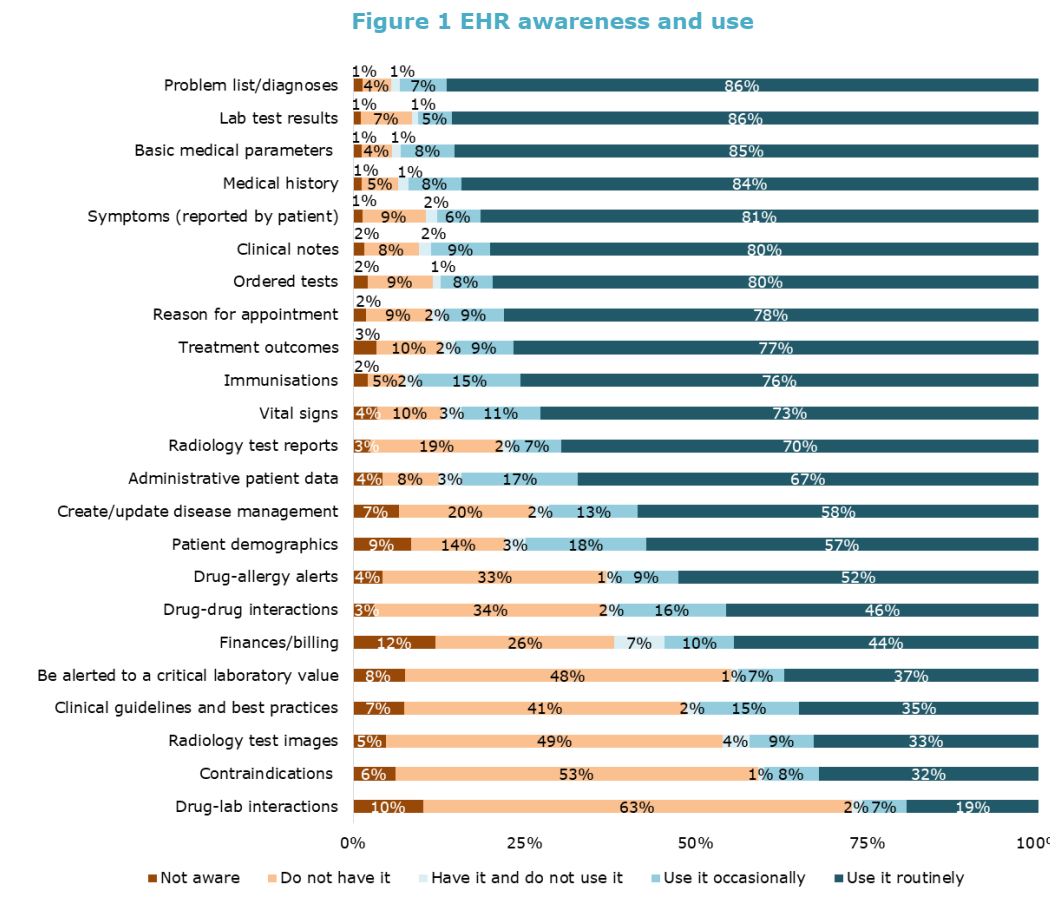 Figure 1 EHR awareness and use
1% 1%
Problem list/diagnoses 4% 7% 86%
1% 1%
Lab test results 7% 5% 86%
1% 1%
Basic medical parameters 4% 8% 85%
1% 1%
Medical history 5% 8% 84%
1% 2%
Symptoms (reported by patient) 9% 6% 81%
2% 2%
Clinical notes 8% 9% 80%
2% 1%
Ordered tests 9% 8% 80%
2%
Reason for appointment 9% 2% 9% 78%
3%
Treatment outcomes 10% 2% 9% 77%
2%
Immunisations 5% 2% 15% 76%
Vital signs 4% 10% 3% 11% 73%
Radiology test reports 3% 19% 2% 7% 70%
Administrative patient data 4% 8% 3% 17% 67%
Create/update disease management 7% 20% 2% 13% 58%
Patient demographics 9% 14% 3% 18% 57%
Drug-allergy alerts 4% 33% 1% 9% 52%
Drug-drug interactions 3% 34% 2% 16% 46%
Finances/billing 12% 26% 7% 10% 44%
Be alerted to a critical laboratory value 8% 48% 1% 7% 37%
Clinical guidelines and best practices 7% 41% 2% 15% 35%
Radiology test images 5% 49% 4% 9% 33%
Contraindications 6% 53% 1% 8% 32%
Drug-lab interactions 10% 63% 2% 7% 19%
0% 25% 50% 75% 100
Not aware Do not have it Have it and do not use it Use it occasionally Use it routinely